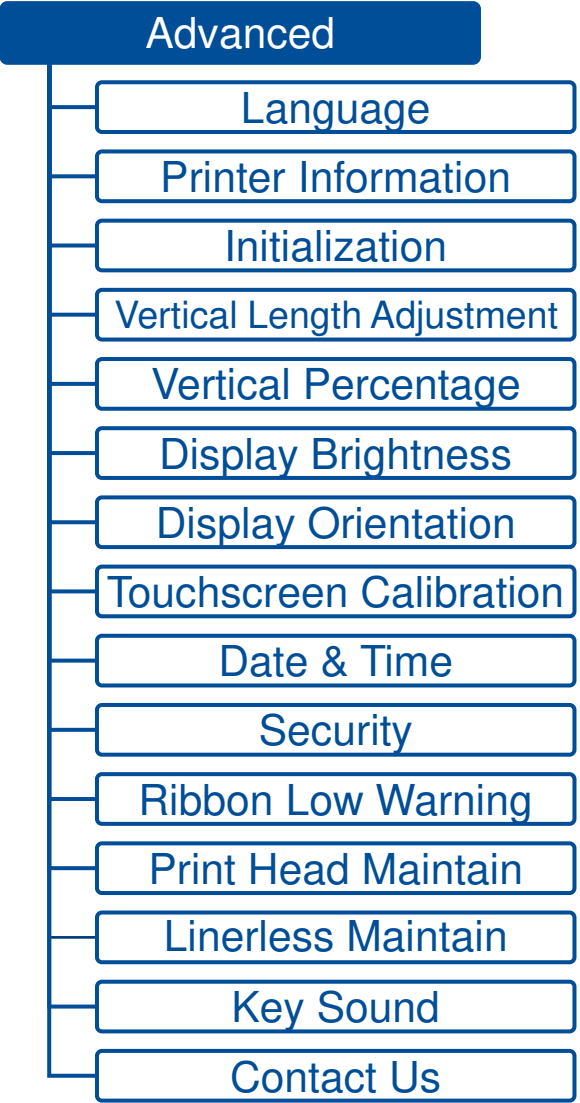 Advanced
Language
Printer Information
Initialization
Vertical Length Adjustment
Vertical Percentage
Display Brightness
Display Orientation
Touchscreen Calibration
Date & Time
Security
Ribbon Low Warning
Print Head Maintain
Linerless Maintain
Key Sound
Contact Us